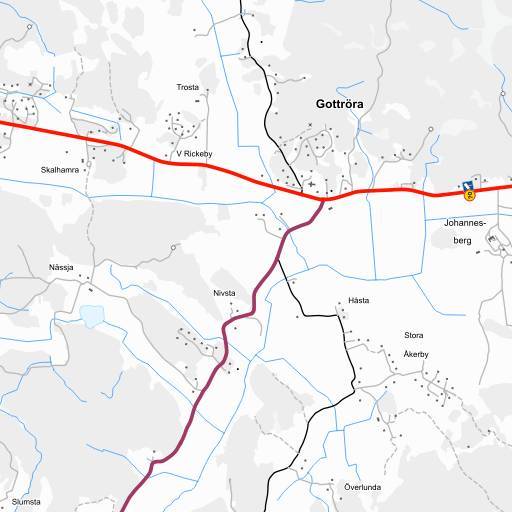 Trosta
Gottröra
V Rickeby
Skalhamra
Johannes-
berg
Nässja
Nivsta
Hästa
Stora
Åkerby
Överlunda
Slumsta